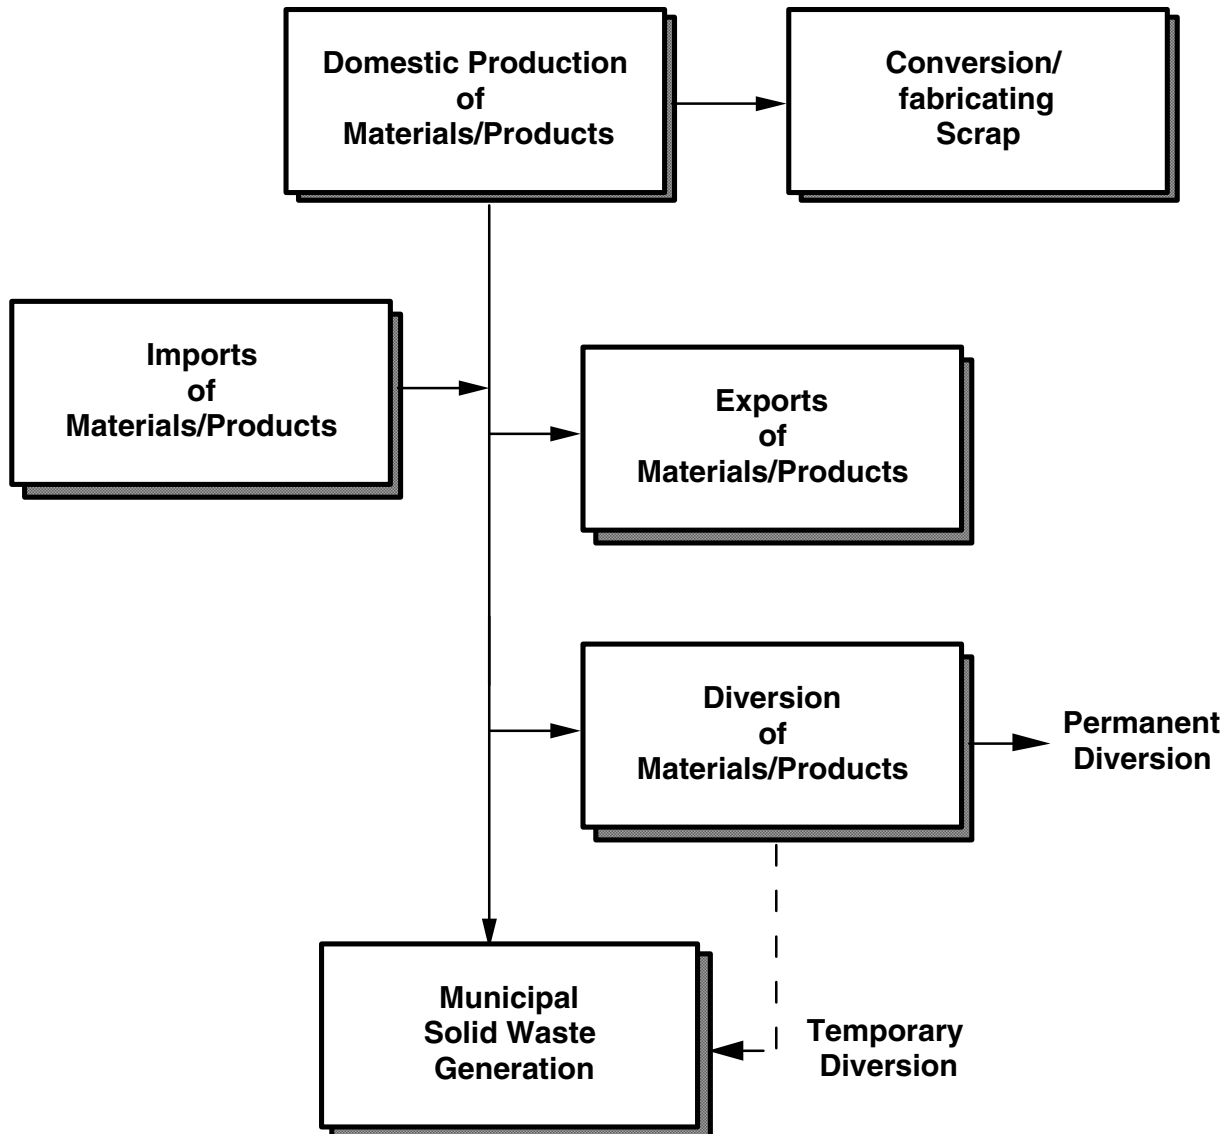 Domestic Production
of
Materials/Products
Conversion/
fabricating
Scrap
Imports
of
Materials/Products
Exports
of
Materials/Products
Diversion
of
Materials/Products
Permanent
Diversion
Municipal
Solid Waste
Generation
Temporary
Diversion